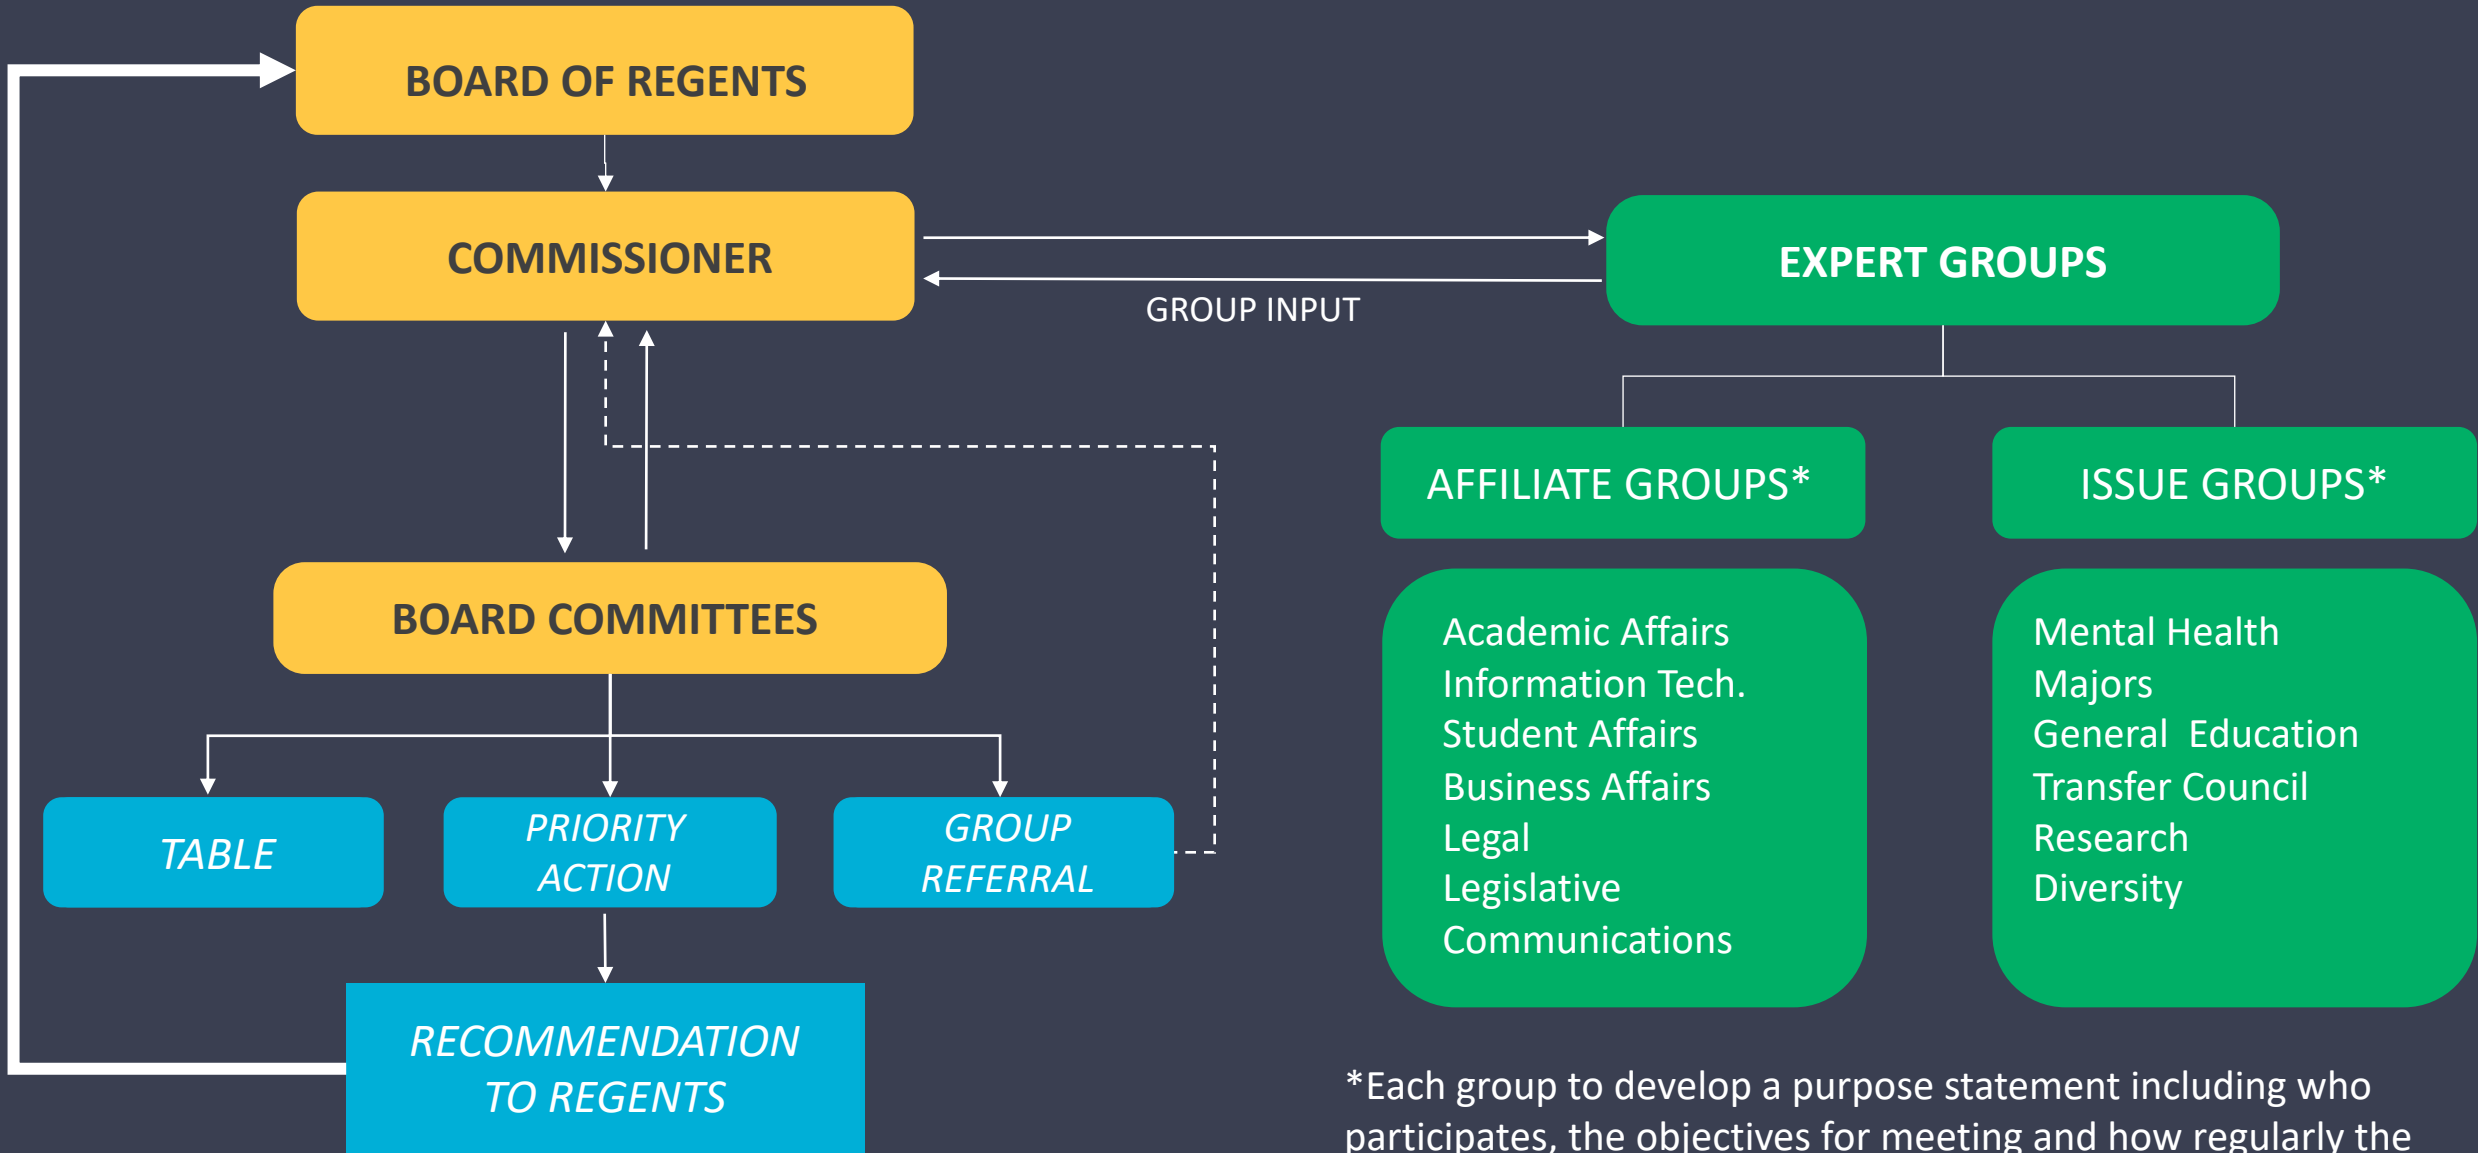 BOARD OF REGENTS
COMMISSIONER
GROUP INPUT
EXPERT GROUPS
AFFILIATE GROUPS*
ISSUE GROUPS*
BOARD COMMITTEES
Academic Affairs
Information Tech.
Student Affairs
Business Affairs
Legal
Legislative
Communications
Mental Health
Majors
General  Education
Transfer Council
Research
Diversity
TABLE
PRIORITY
ACTION
GROUP
REFERRAL
RECOMMENDATION
TO REGENTS
*Each group to develop a purpose statement including who
participates, the objectives for meeting and how regularly the